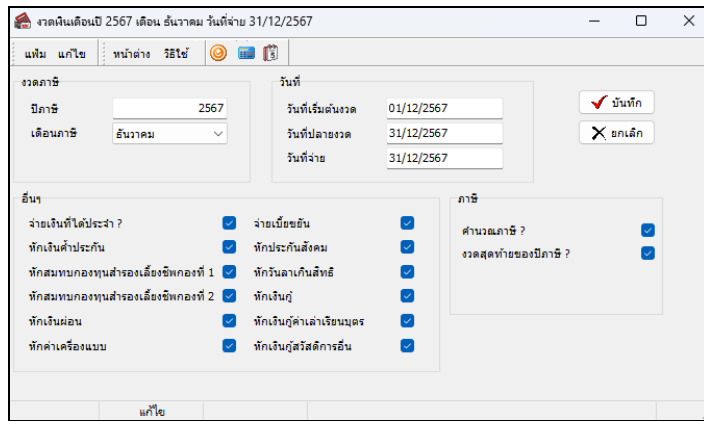 งวดเงินเดือนปี 2567 เดือน ธันวาคม วันที่จ่าย 31/12/2567
แฟ้ม แก้ไข หน้าต่าง วิธีใช้
งวดภาษี
ปีภาษี 2567
เดือนภาษี ธันวาคม
วันที่
วันที่เริ่มต้นงวด 01/12/2567
วันที่ปลายงวด 31/12/2567
วันที่จ่าย 31/12/2567
บันทึก
ยกเลิก
อื่นๆ
จ่ายเงินที่ได้ประจำ ? จ่ายเบี้ยขยัน
หักเงินค้ำประกัน หักประกันสังคม
หักสมทบกองทุนสำรองเลี้ยงชีพกองที่ 1 หักวันลาเกินสิทธิ
หักสมทบกองทุนสำรองเลี้ยงชีพกองที่ 2 หักเงินกู้
หักเงินผ่อน หักเงินกู้ค่าเล่าเรียนบุตร
หักค่าเครื่องแบบ หักเงินกู้สวัสดิการอื่น
ภาษี
คำนวณภาษี ?
งวดสุดท้ายของปีภาษี ?
แก้ไข